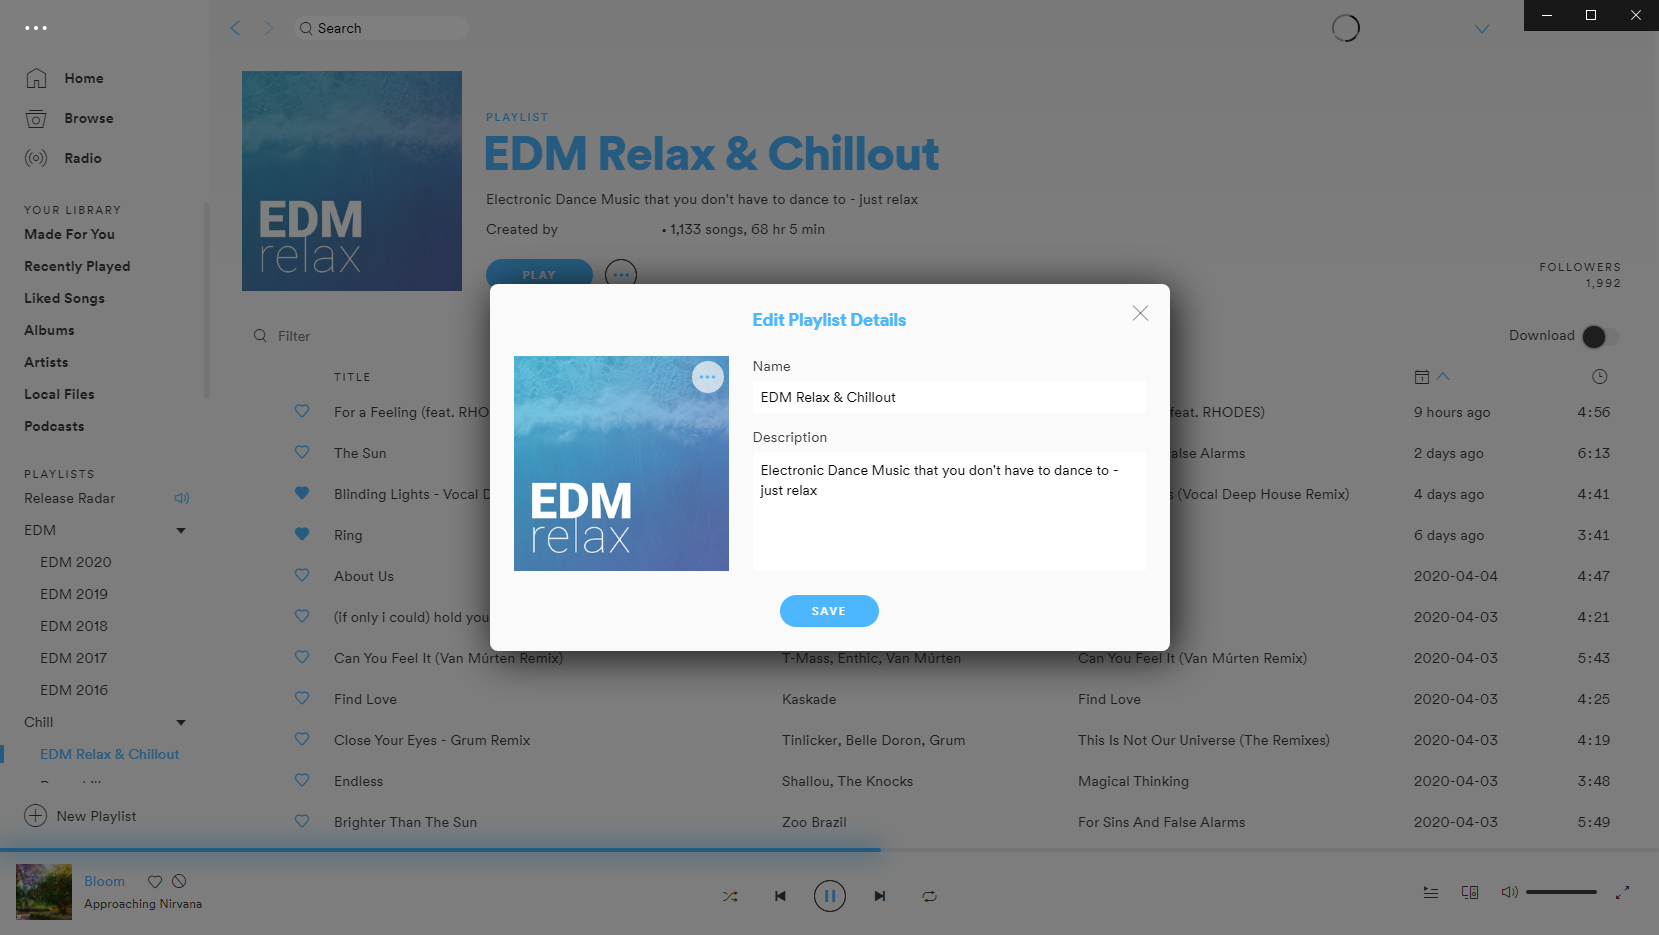 Search
Home
Browse
Radio
YOUR LIBRARY
Made For You
Recently Played
Liked Songs
Albums
Artists
Local Files
Podcasts
PLAYLISTS
Release Radar
EDM
EDM 2020
EDM 2019
EDM 2018
EDM 2017
EDM 2016
Chill
EDM Relax & Chillout
New Playlist
EDM
relax
PLAYLIST
EDM Relax & Chillout
Electronic Dance Music that you don't have to dance to - just relax
Created by • 1,133 songs, 68 hr 5 min
PLAY
FOLLOWERS
1,992
Filter
Download
TITLE
For a Feeling (feat. RHO feat. RHODES) 9 hours ago 4:56
The Sun alse Alarms 2 days ago 6:13
Blinding Lights - Vocal D s (Vocal Deep House Remix) 4 days ago 4:41
Ring 6 days ago 3:41
About Us 2020-04-04 4:47
(if only i could) hold you 2020-04-03 4:21
Can You Feel It (Van Múrten Remix) T-Mass, Enthic, Van Múrten Can You Feel It (Van Múrten Remix) 2020-04-03 5:43
Find Love Kaskade Find Love 2020-04-03 4:25
Close Your Eyes - Grum Remix Tinlicker, Belle Doron, Grum This Is Not Our Universe (The Remixes) 2020-04-03 4:19
Endless Shallou, The Knocks Magical Thinking 2020-04-03 3:48
Brighter Than The Sun Zoo Brazil For Sins And False Alarms 2020-04-03 5:49
Edit Playlist Details
EDM
relax
Name
EDM Relax & Chillout
Description
Electronic Dance Music that you don't have to dance to -
just relax
SAVE
Bloom
Approaching Nirvana